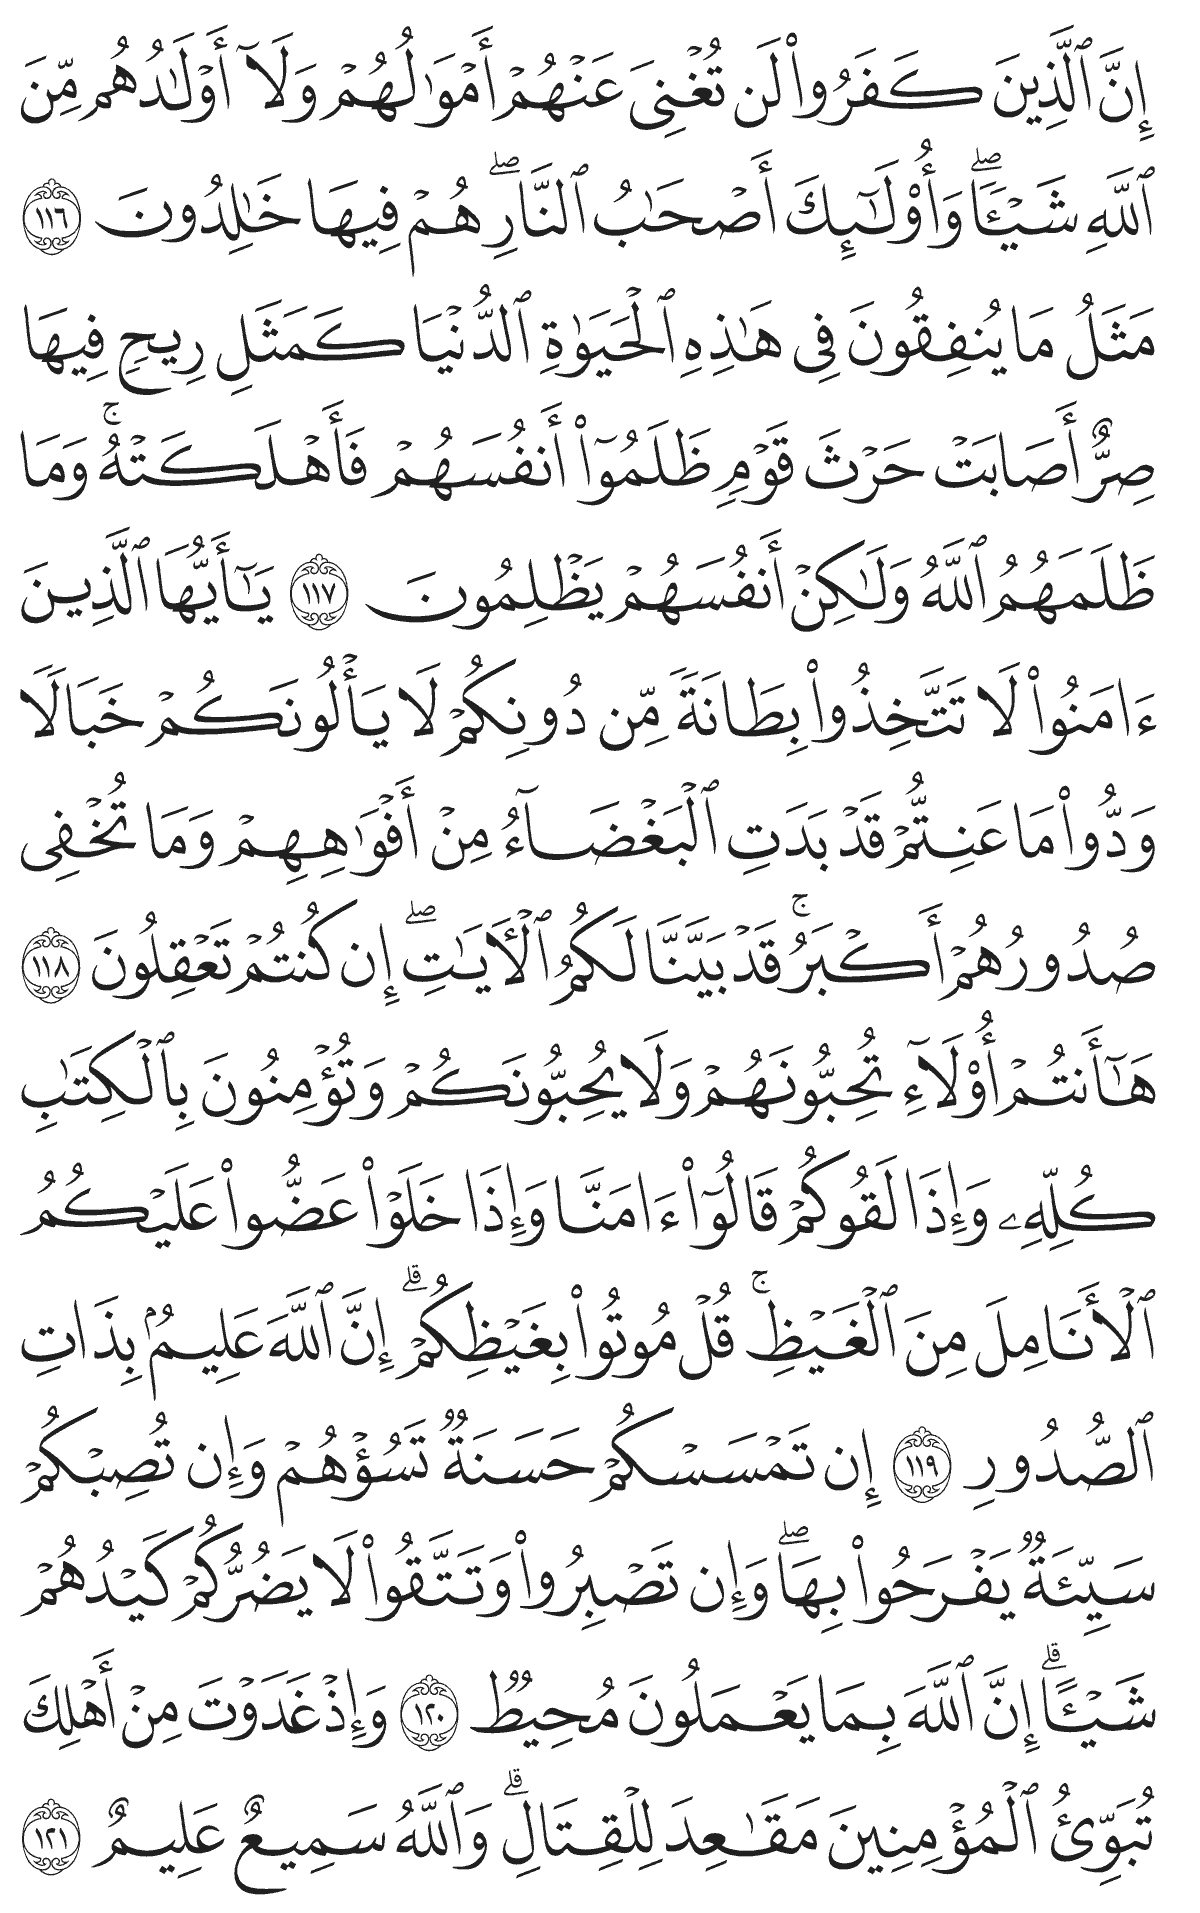 إِنَّ ٱلَّذِينَ كَفَرُوا۟ لَن تُغْنِىَ عَنْهُمْ أَمْوَٰلُهُمْ وَلَآ أَوْلَٰدُهُم مِّنَ
ٱللَّهِ شَيْـًٔا ۖ وَأُو۟لَٰٓئِكَ أَصْحَٰبُ ٱلنَّارِ ۖ هُمْ فِيهَا خَٰلِدُونَ ١١٦
مَثَلُ مَا يُنفِقُونَ فِى هَٰذِهِ ٱلْحَيَوٰةِ ٱلدُّنْيَا كَمَثَلِ رِيحٍ فِيهَا
صِرٌّ أَصَابَتْ حَرْثَ قَوْمٍ ظَلَمُوٓا۟ أَنفُسَهُمْ فَأَهْلَكَتْهُ ۚ وَمَا
ظَلَمَهُمُ ٱللَّهُ وَلَٰكِنْ أَنفُسَهُمْ يَظْلِمُونَ ١١٧ يَٰٓأَيُّهَا ٱلَّذِينَ
ءَامَنُوا۟ لَا تَتَّخِذُوا۟ بِطَانَةً مِّن دُونِكُمْ لَا يَأْلُونَكُمْ خَبَالًا
وَدُّوا۟ مَا عَنِتُّمْ قَدْ بَدَتِ ٱلْبَغْضَآءُ مِنْ أَفْوَٰهِهِمْ وَمَا تُخْفِى
صُدُورُهُمْ أَكْبَرُ ۚ قَدْ بَيَّنَّا لَكُمُ ٱلْءَايَٰتِ ۖ إِن كُنتُمْ تَعْقِلُونَ ١١٨
هَٰٓأَنتُمْ أُو۟لَآءِ تُحِبُّونَهُمْ وَلَا يُحِبُّونَكُمْ وَتُؤْمِنُونَ بِٱلْكِتَٰبِ
كُلِّهِۦ وَإِذَا لَقُوكُمْ قَالُوٓا۟ ءَامَنَّا وَإِذَا خَلَوْا۟ عَضُّوا۟ عَلَيْكُمُ
ٱلْأَنَامِلَ مِنَ ٱلْغَيْظِ ۚ قُلْ مُوتُوا۟ بِغَيْظِكُمْ ۗ إِنَّ ٱللَّهَ عَلِيمٌۢ بِذَاتِ
ٱلصُّدُورِ ١١٩ إِن تَمْسَسْكُمْ حَسَنَةٌ تَسُؤْهُمْ وَإِن تُصِبْكُمْ
سَيِّئَةٌ يَفْرَحُوا۟ بِهَا ۖ وَإِن تَصْبِرُوا۟ وَتَتَّقُوا۟ لَا يَضُرُّكُمْ كَيْدُهُمْ
شَيْـًٔا ۗ إِنَّ ٱللَّهَ بِمَا يَعْمَلُونَ مُحِيطٌ ١٢٠ وَإِذْ غَدَوْتَ مِنْ أَهْلِكَ
تُبَوِّئُ ٱلْمُؤْمِنِينَ مَقَٰعِدَ لِلْقِتَالِ ۗ وَٱللَّهُ سَمِيعٌ عَلِيمٌ ١٢١